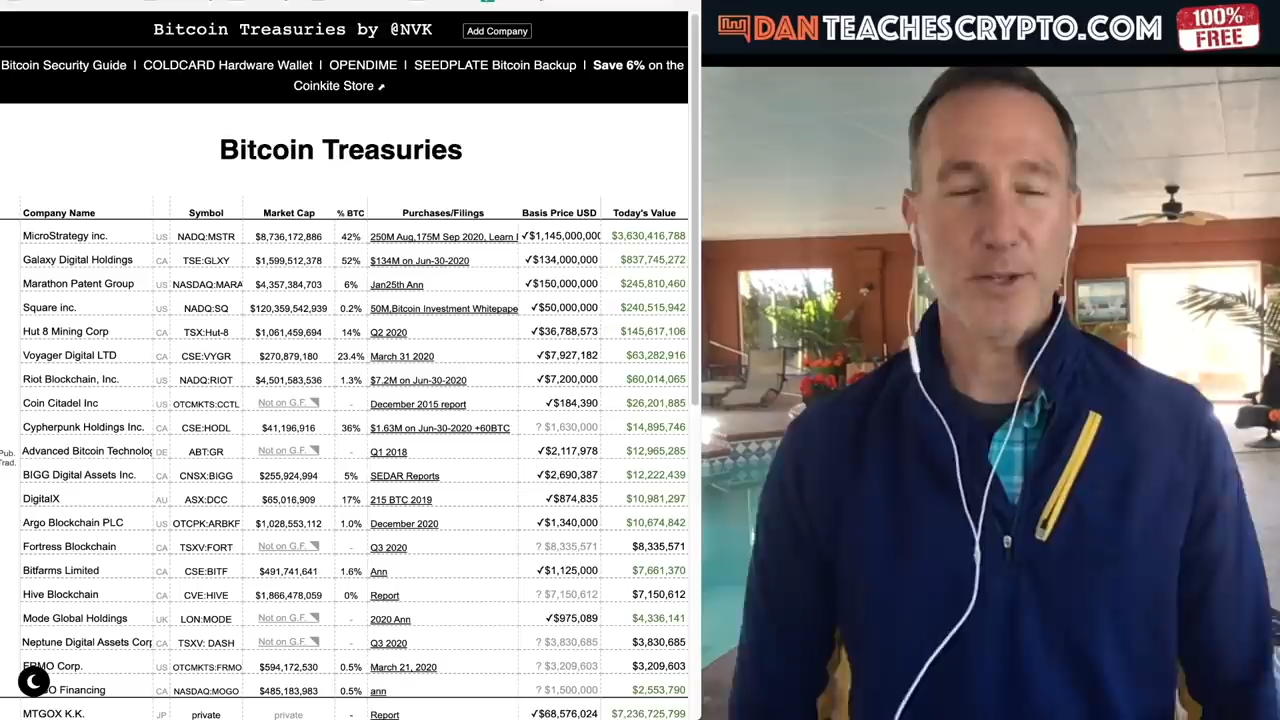 Bitcoin Treasuries by @NVK Add Company
Bitcoin Security Guide | COLDCARD Hardware Wallet | OPENDIME | SEEDPLATE Bitcoin Backup | Save 6% on the
Coinkite Store
DANTEACHESCRYPTO.COM
100%
FREE
Bitcoin Treasuries
Company Name Symbol Market Cap % BTC Purchases/Filings Basis Price USD Today's Value
MicroStrategy inc. US NADQ:MSTR $8,736,172,886 42% 250M Aug,175M Sep 2020, Learn ✓$1,145,000,000 $3,630,416,788
Galaxy Digital Holdings CA TSE:GLXY $1,599,512,378 52% $134M on Jun-30-2020 ✓$134,000,000 $837,745,272
Marathon Patent Group US NASDAQ:MARA $4,357,384,703 6% Jan25th Ann ✓$150,000,000 $245,810,460
Square inc. US NADQ:SQ $120,359,542,939 0.2% 50M,Bitcoin Investment Whitepape ✓$50,000,000 $240,515,942
Hut 8 Mining Corp CA TSX:Hut-8 $1,061,459,694 14% Q2 2020 ✓$36,788,573 $145,617,106
Voyager Digital LTD CA CSE:VYGR $270,879,180 23.4% March 31 2020 ✓$7,927,182 $63,282,916
Riot Blockchain, Inc. US NADQ:RIOT $4,501,583,536 1.3% $7.2M on Jun-30-2020 ✓$7,200,000 $60,014,065
Coin Citadel Inc US OTCMKTS:CCTL Not on G.F. - December 2015 report ✓$184,390 $26,201,885
Cypherpunk Holdings Inc. CA CSE:HODL $41,196,916 36% $1.63M on Jun-30-2020 +60BTC ? $1,630,000 $14,895,746
Pub. Trad.
Advanced Bitcoin Technolog DE ABT:GR Not on G.F. - Q1 2018 ✓$2,117,978 $12,965,285
BIGG Digital Assets Inc. CA CNSX:BIGG $255,924,994 5% SEDAR Reports ✓$2,690,387 $12,222,439
DigitalX AU ASX:DCC $65,016,909 17% 215 BTC 2019 ✓$874,835 $10,981,297
Argo Blockchain PLC US OTCPK:ARBKF $1,028,553,112 1.0% December 2020 ✓$1,340,000 $10,674,842
Fortress Blockchain CA TSXV:FORT Not on G.F. - Q3 2020 ? $8,335,571 $8,335,571
Bitfarms Limited CA CSE:BITF $491,741,641 1.6% Ann ✓$1,125,000 $7,661,370
Hive Blockchain CA CVE:HIVE $1,866,478,059 0% Report ? $7,150,612 $7,150,612
Mode Global Holdings UK LON:MODE Not on G.F. - 2020 Ann ✓$975,089 $4,336,141
Neptune Digital Assets Corp CA TSXV: DASH Not on G.F. - Q3 2020 ? $3,830,685 $3,830,685
FRMO Corp. US OTCMKTS:FRMO $594,172,530 0.5% March 21, 2020 ? $3,209,603 $3,209,603
Financing CA NASDAQ:MOGO $485,183,983 0.5% ann ? $1,500,000 $2,553,790
MTGOX K.K. JP private private - Report ✓$68,576,024 $7,236,725,799